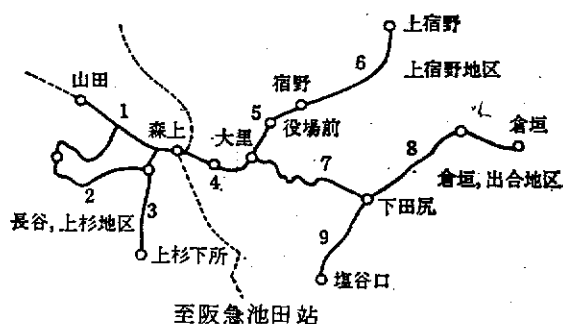 上宿野
6
宿野
上宿野地区
山田
1
5
役場前
森上
大里
8
倉垣
4
7
2
倉垣,出合地区
3
下田尻
長谷,上杉地区
9
上杉下所
塩谷口
至阪急池田站